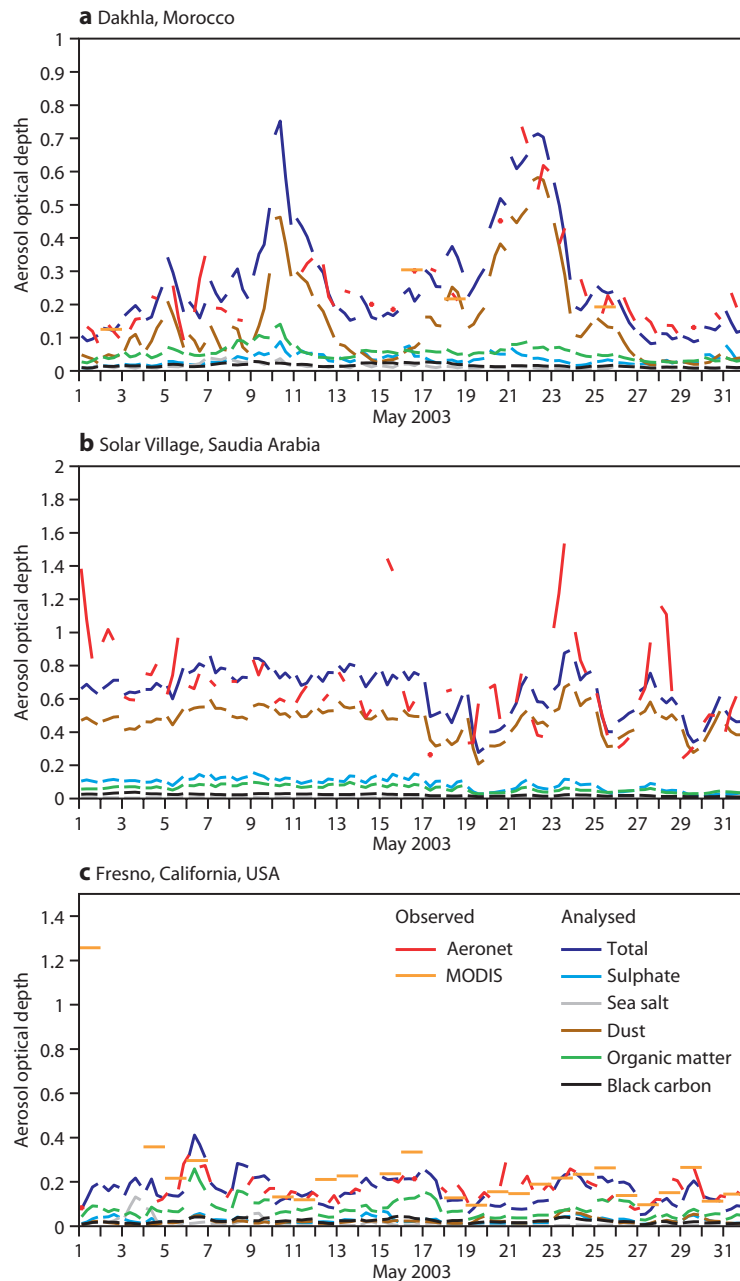 a Dakhla, Morocco
1
0.9
0.8
0.7
0.6
0.5
0.4
0.3
0.2
0.1
0
Aerosol optical depth
1 3 5 7 9 11 13 15 17 19 21 23 25 27 29 31
May 2003
b Solar Village, Saudia Arabia
2
1.8
1.6
1.4
1.2
1
0.8
0.6
0.4
0.2
0
Aerosol optical depth
1 3 5 7 9 11 13 15 17 19 21 23 25 27 29 31
May 2003
c Fresno, California, USA
1.4
1.2
1
0.8
0.6
0.4
0.2
0
Aerosol optical depth
Observed
Aeronet
MODIS
Analysed
Total
Sulphate
Sea salt
Dust
Organic matter
Black carbon
1 3 5 7 9 11 13 15 17 19 21 23 25 27 29 31
May 2003